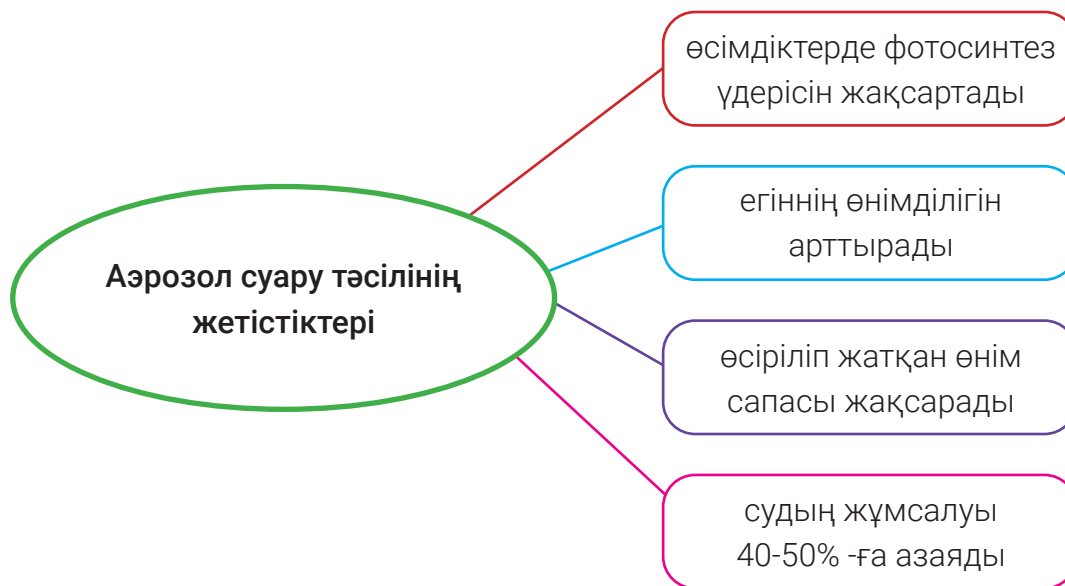 Аэрозол суару тәсілінің
жетістіктері
өсімдіктерде фотосинтез
үдерісін жақсартады
егіннің өнімділігін
арттырады
өсіріліп жатқан өнім
сапасы жақсарады
судың жұмсалуы
40-50% -ға азаяды